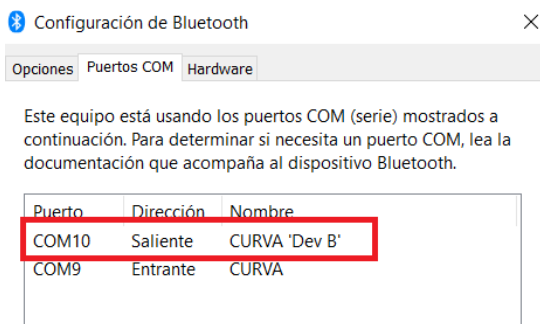 Configuración de Bluetooth
Opciones Puertos COM Hardware
Este equipo está usando los puertos COM (serie) mostrados a
continuación. Para determinar si necesita un puerto COM, lea la
documentación que acompaña al dispositivo Bluetooth.
Puerto Dirección Nombre
COM10 Saliente CURVA 'Dev B'
COM9 Entrante CURVA